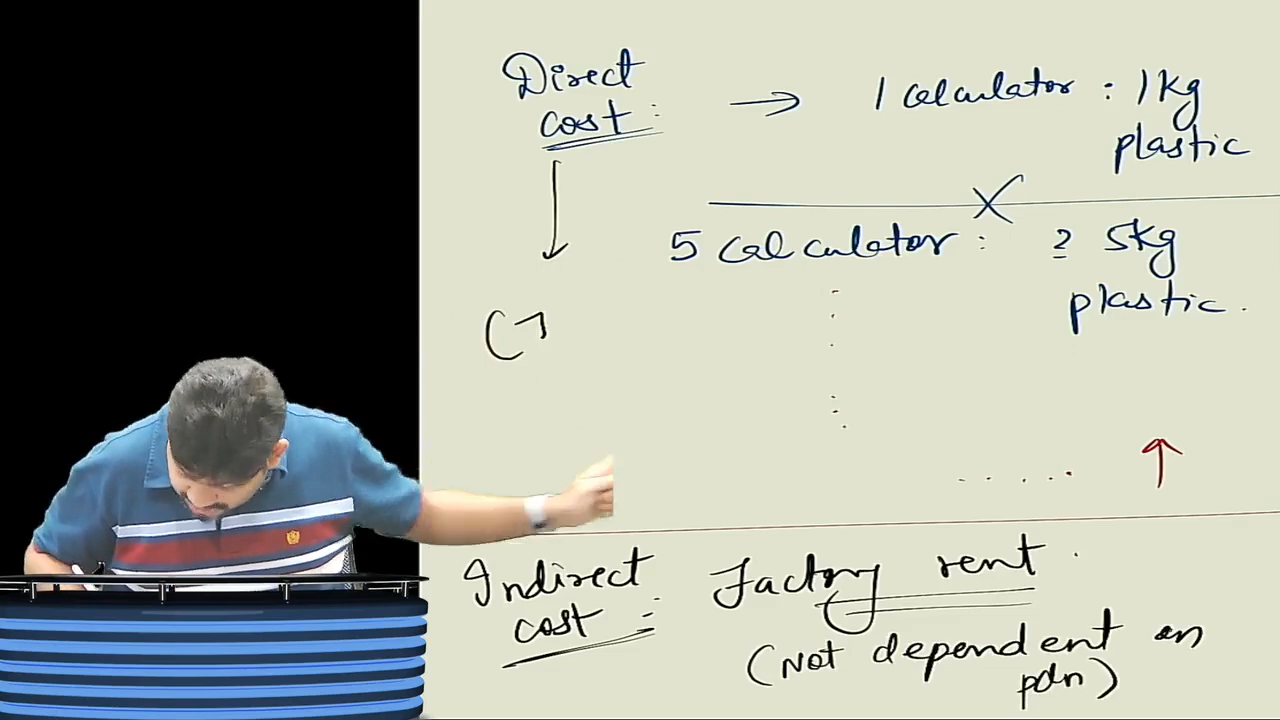 Direct
cost : → 1 calculator : 1kg
plastic
5 calculator : ? 5kg
plastic.
Indirect
cost : Factory rent
(Not dependent on
pdn)